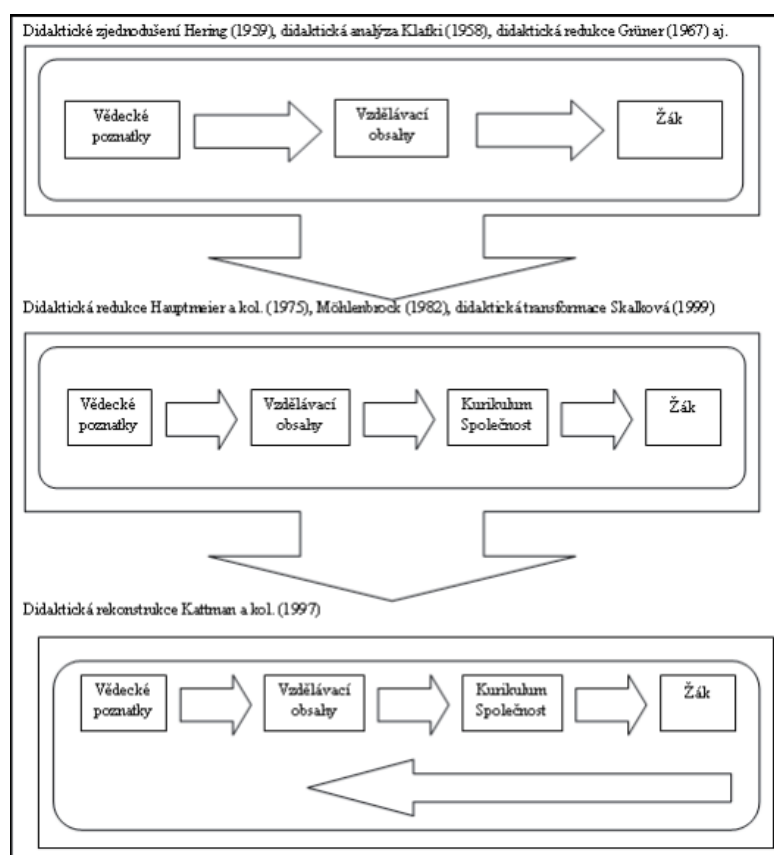 Didaktické zjednodušení Hering (1959), didaktická analýza Klafki (1958), didaktická redukce Grüner (1967) aj.
Vědecké
poznatky
Vzdělávací
obsahy
Žák
Didaktická redukce Hauptmeier a kol. (1975), Möhlenbrock (1982), didaktická transformace Skalková (1999)
Vědecké
poznatky
Vzdělávací
obsahy
Kurikulum
Společnost
Žák
Didaktická rekonstrukce Kattman a kol. (1997)
Vědecké
poznatky
Vzdělávací
obsahy
Kurikulum
Společnost
Žák